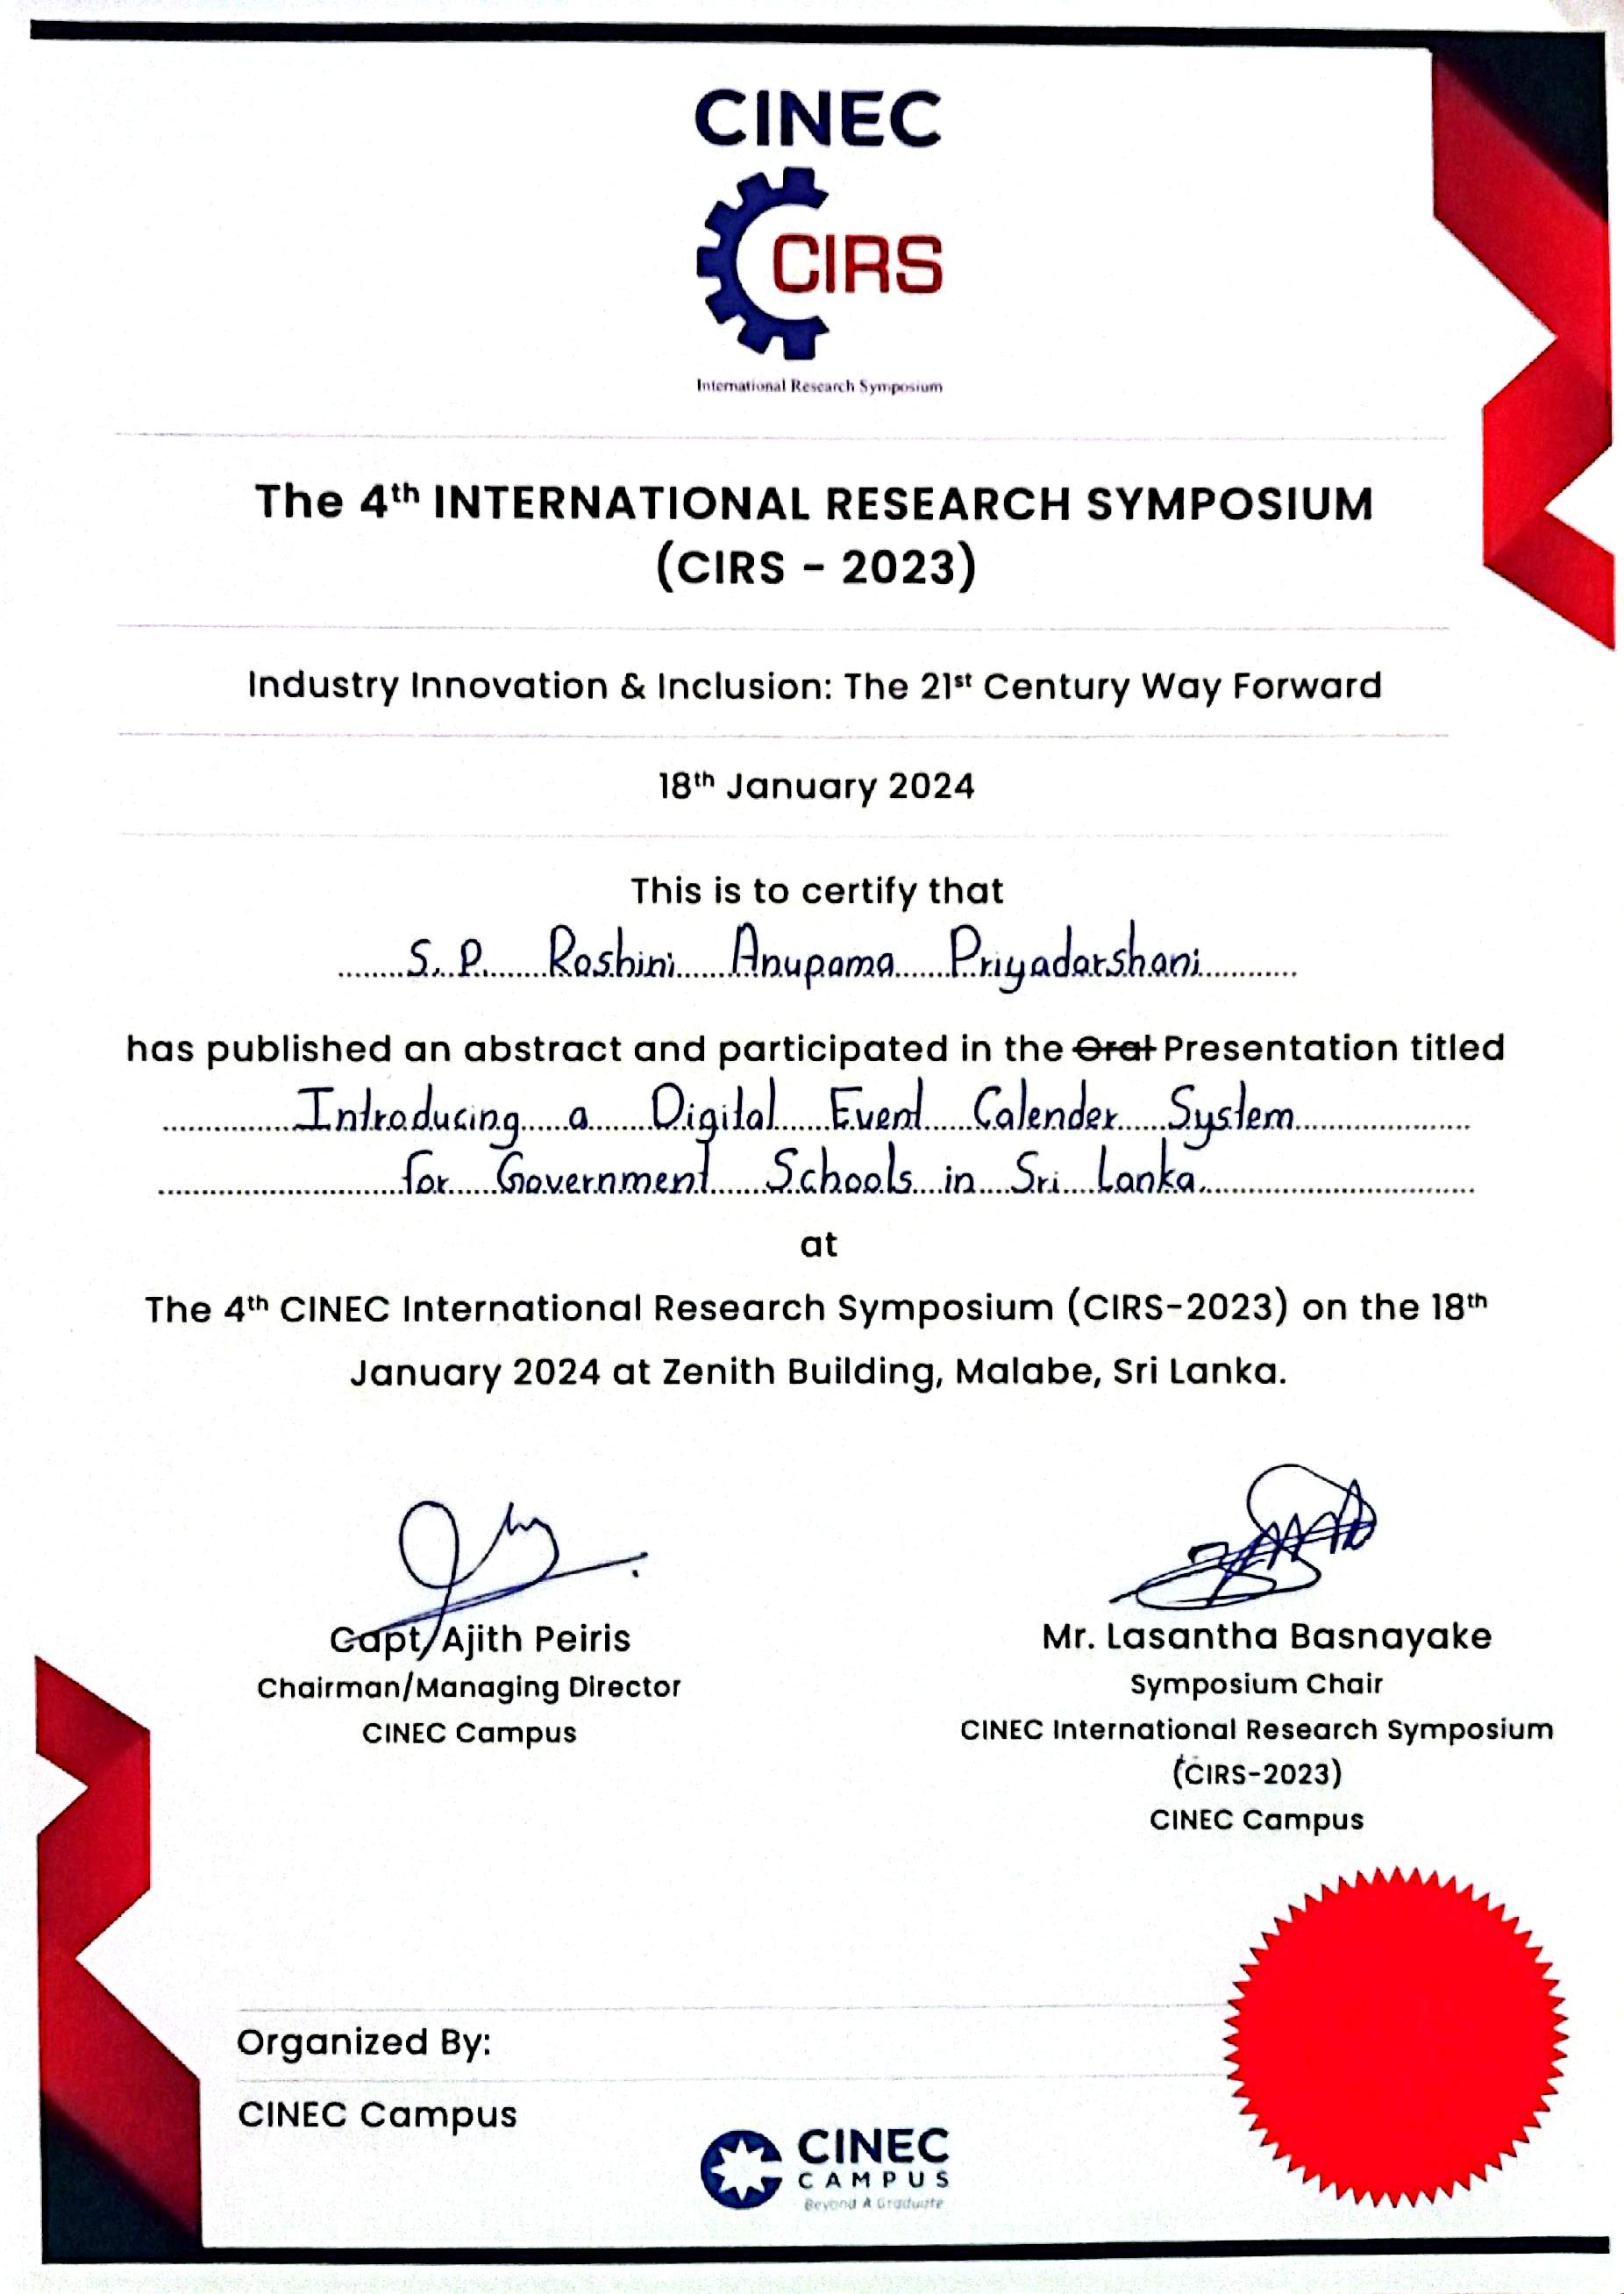 CINEC
CIRS
International Research Symposium
The 4th INTERNATIONAL RESEARCH SYMPOSIUM
(CIRS - 2023)
Industry Innovation & Inclusion: The 21st Century Way Forward
18th January 2024
This is to certify that
S. P. Roshini Anupama Priyadarshani
has published an abstract and participated in the Oral Presentation titled
Introducing a Digital Event Calender System
for Government Schools in Sri Lanka
at
The 4th CINEC International Research Symposium (CIRS-2023) on the 18th
January 2024 at Zenith Building, Malabe, Sri Lanka.
Capt. Ajith Peiris
Chairman/Managing Director
CINEC Campus
Mr. Lasantha Basnayake
Symposium Chair
CINEC International Research Symposium
(CIRS-2023)
CINEC Campus
Organized By:
CINEC Campus
CINEC
CAMPUS
Beyond A Graduate